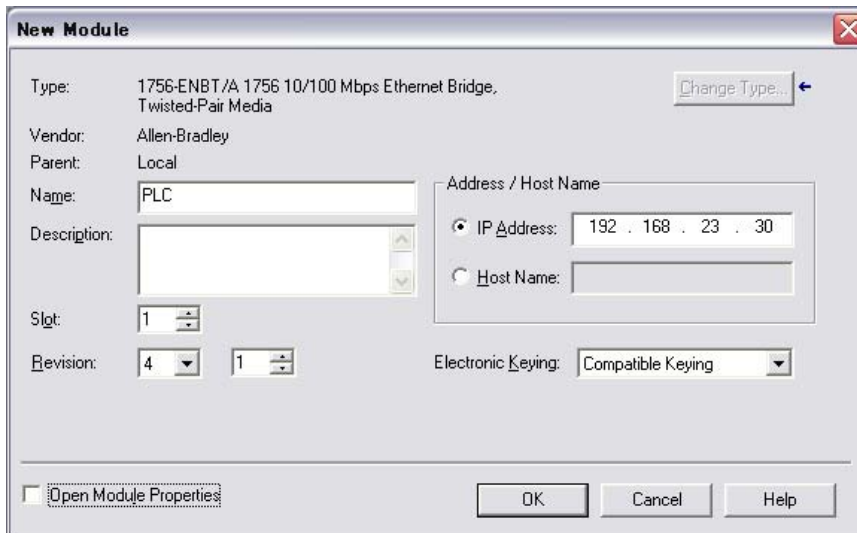 New Module
Type: 1756-ENBT/A 1756 10/100 Mbps Ethernet Bridge,
Twisted-Pair Media
Change Type...
Vendor: Allen-Bradley
Parent: Local
Name: PLC
Description:
Address / Host Name
IP Address: 192 . 168 . 23 . 30
Host Name:
Slot: 1
Revision: 4 1
Electronic Keying: Compatible Keying
Open Module Properties
OK Cancel Help